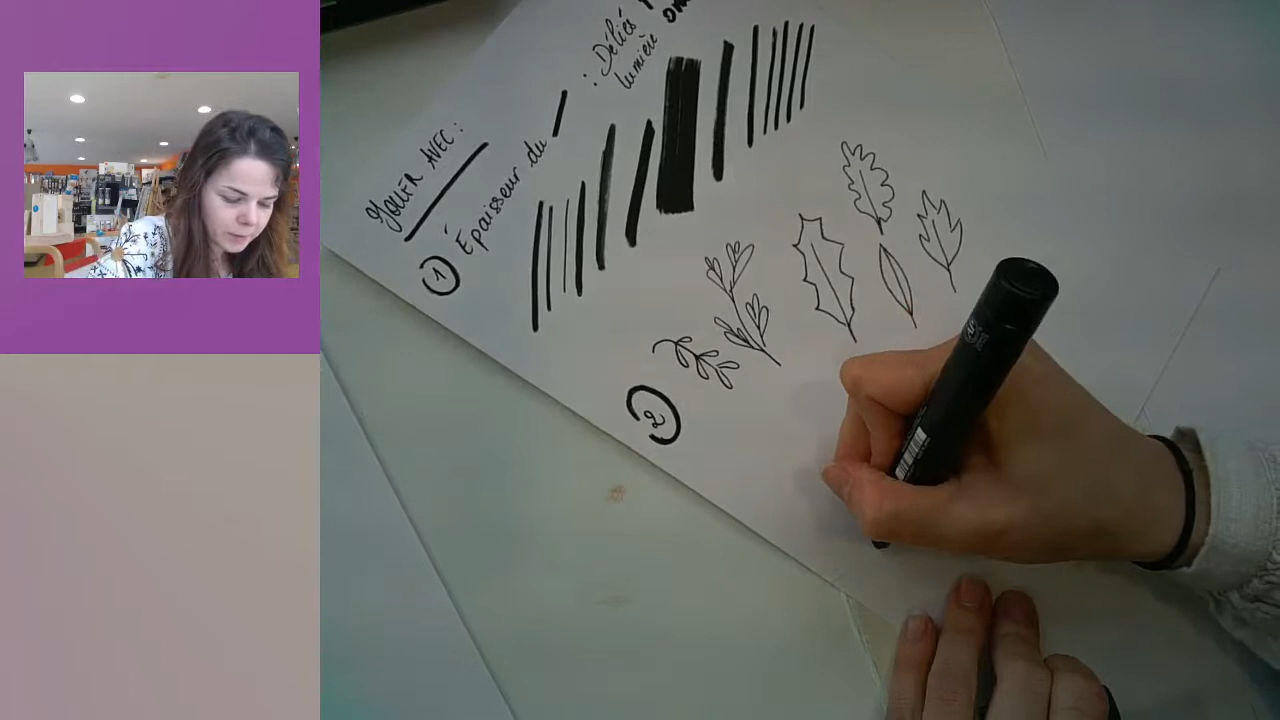 JOUER AVEC:
① Épaisseur du
: Déliés
lumière
②